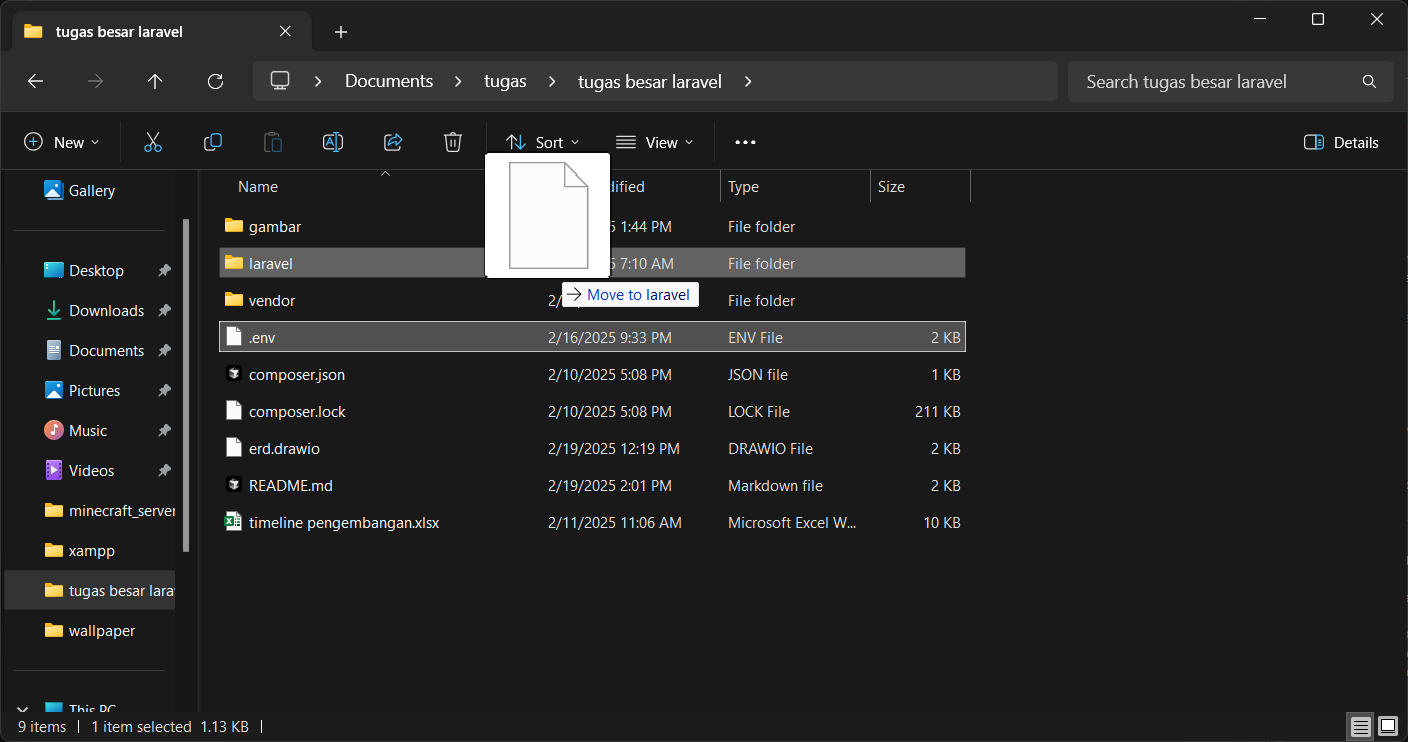 tugas besar laravel
Documents tugas tugas besar laravel Search tugas besar laravel
New Sort View Details
Name Type Size
Gallery
Desktop
Downloads
Documents
Pictures
Music
Videos
minecraft_server
xampp
tugas besar lara
wallpaper
This PC
gambar 1:44 PM File folder
laravel 7:10 AM File folder
vendor 2/ File folder
Move to laravel
.env 2/16/2025 9:33 PM ENV File 2 KB
composer.json 2/10/2025 5:08 PM JSON file 1 KB
composer.lock 2/10/2025 5:08 PM LOCK File 211 KB
erd.drawio 2/19/2025 12:19 PM DRAWIO File 2 KB
README.md 2/19/2025 2:01 PM Markdown file 2 KB
timeline pengembangan.xlsx 2/11/2025 11:06 AM Microsoft Excel W... 10 KB
9 items 1 item selected 1.13 KB